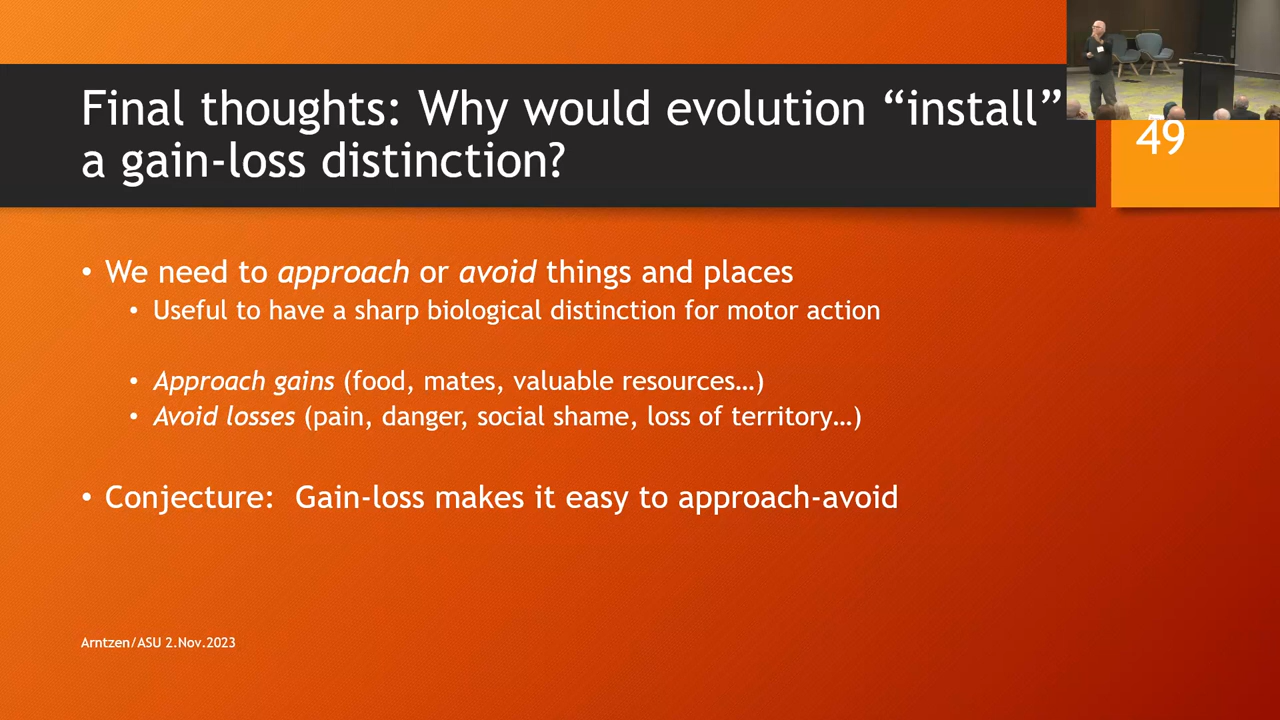 Final thoughts: Why would evolution “install”
a gain-loss distinction?
49
• We need to approach or avoid things and places
• Useful to have a sharp biological distinction for motor action
• Approach gains (food, mates, valuable resources…)
• Avoid losses (pain, danger, social shame, loss of territory…)
• Conjecture:  Gain-loss makes it easy to approach-avoid
Arntzen/ASU 2.Nov.2023